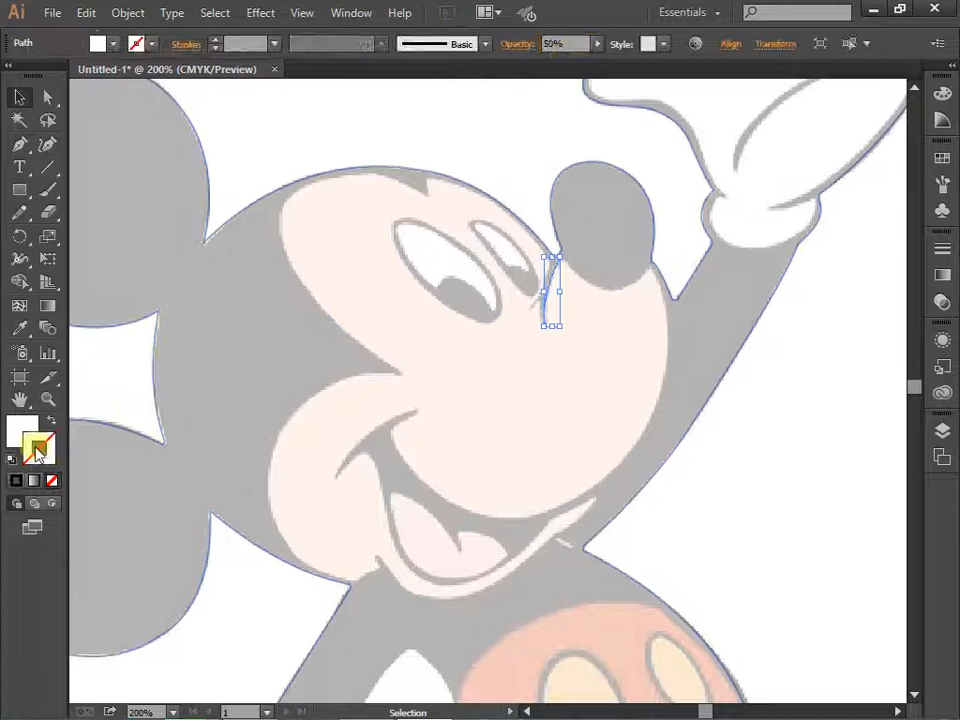 Ai File Edit Object Type Select Effect View Window Help Essentials
Path Stroke: Basic Opacity: 50% Style: Align Transform
Untitled-1* @ 200% (CMYK/Preview)
T
200% 1 Selection